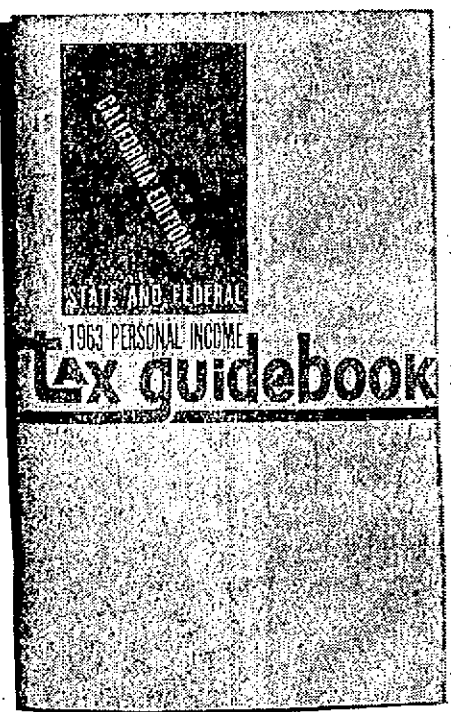 CALIFORNIA EDITION
STATE AND FEDERAL
1963 PERSONAL INCOME
tax guidebook